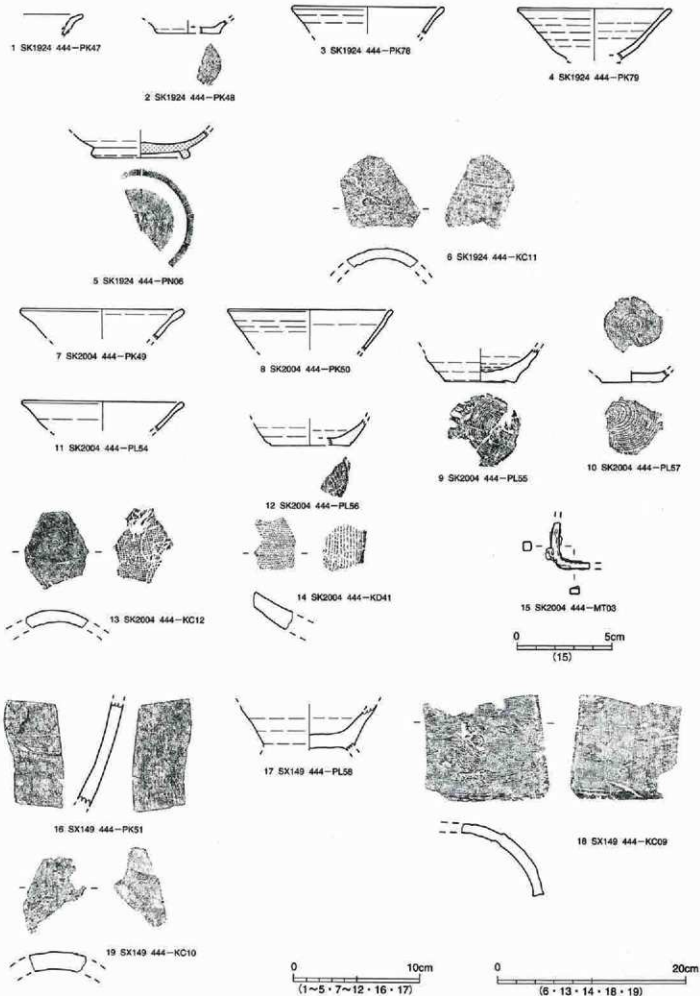 1 SK1924 444-PK47
2 SK1924 444-PK48
3 SK1924 444-PK78
4 SK1924 444-PK79
5 SK1924 444-PN06
6 SK1924 444-KC11
7 SK2004 444-PK49
8 SK2004 444-PK50
9 SK2004 444-PL55
10 SK2004 444-PL57
11 SK2004 444-PL54
12 SK2004 444-PL56
13 SK2004 444-KC12
14 SK2004 444-KD41
15 SK2004 444-MT03
0 5cm
(15)
16 SX149 444-PK51
17 SX149 444-PL58
18 SX149 444-KC09
19 SX149 444-KC10
0 10cm
(1~5・7~12・16・17)
0 20cm
(6・13・14・18・19)